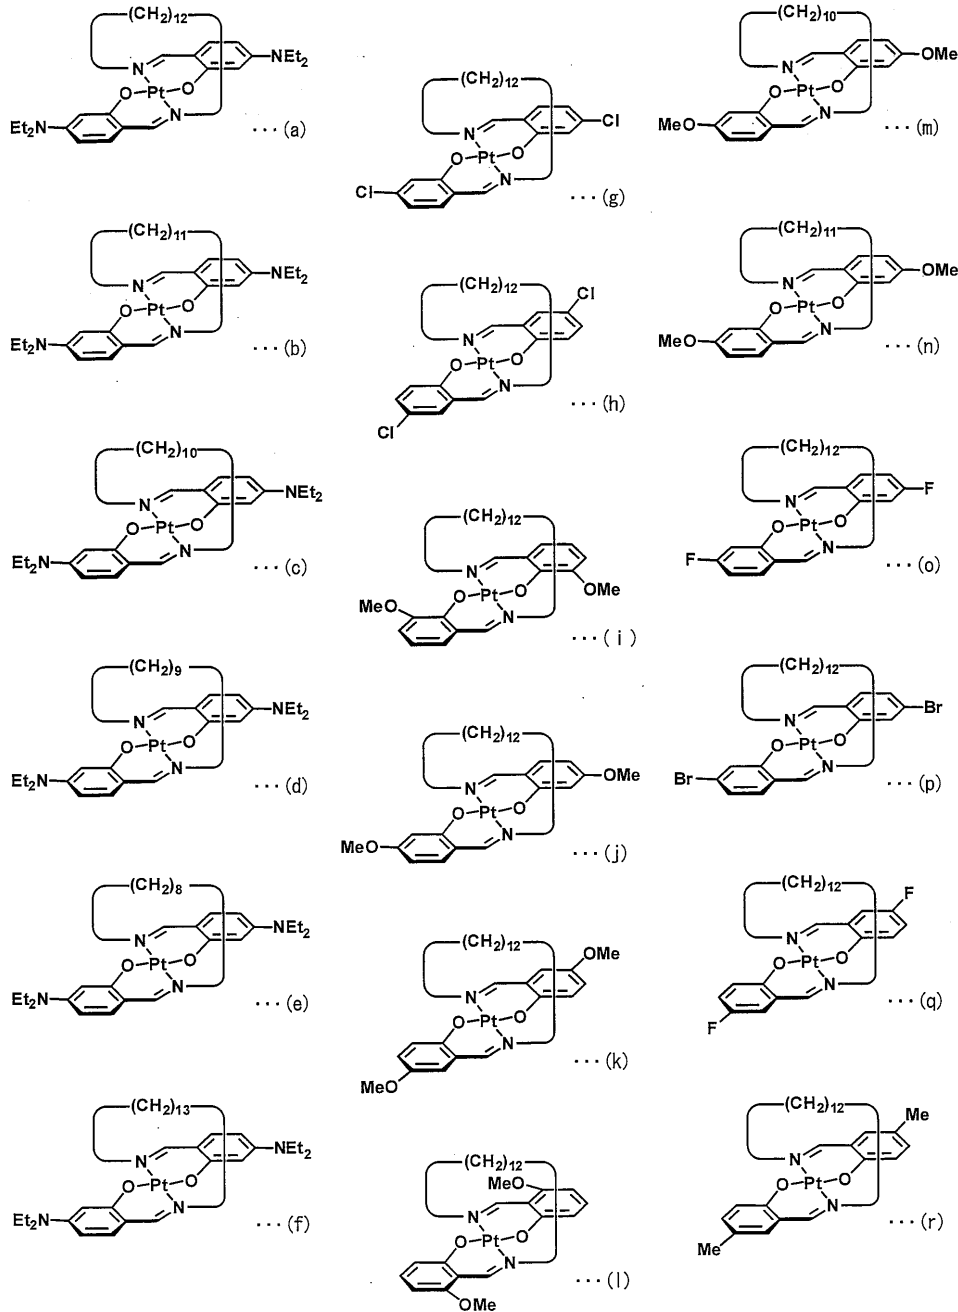 (CH₂)₁₂
NEt₂
N
O Pt O
N
Et₂N
···(a)
(CH₂)₁₁
NEt₂
N
O Pt O
N
Et₂N
···(b)
(CH₂)₁₀
NEt₂
N
O Pt O
N
Et₂N
···(c)
(CH₂)₉
NEt₂
N
O Pt O
N
Et₂N
···(d)
(CH₂)₈
NEt₂
N
O Pt O
N
Et₂N
···(e)
(CH₂)₁₃
NEt₂
N
O Pt O
N
Et₂N
···(f)
(CH₂)₁₂
Cl
N
O Pt O
N
Cl
···(g)
(CH₂)₁₂
Cl
N
O Pt O
N
Cl
···(h)
(CH₂)₁₂
N
O Pt O
OMe
MeO
N
···(i)
(CH₂)₁₂
OMe
N
O Pt O
N
MeO
···(j)
(CH₂)₁₂
OMe
N
O Pt O
N
MeO
···(k)
(CH₂)₁₂
MeO
N
O Pt O
N
OMe
···(l)
(CH₂)₁₀
OMe
N
O Pt O
N
MeO
···(m)
(CH₂)₁₁
OMe
N
O Pt O
N
MeO
···(n)
(CH₂)₁₂
F
N
O Pt O
N
F
···(o)
(CH₂)₁₂
Br
N
O Pt O
N
Br
···(p)
(CH₂)₁₂
F
N
O Pt O
N
F
···(q)
(CH₂)₁₂
Me
N
O Pt O
N
Me
···(r)